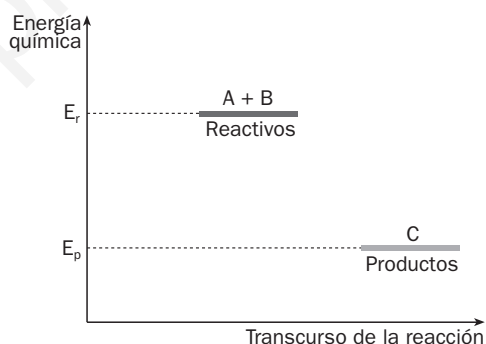 Energía
química
A + B
E_r
Reactivos
C
E_p
Productos
Transcurso de la reacción